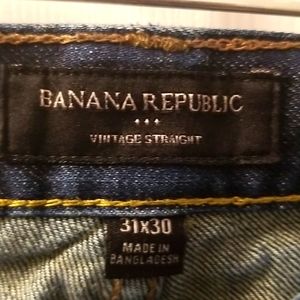 BANANA REPUBLIC
VINTAGE STRAIGHT
31X30
MADE IN
BANGLADESH